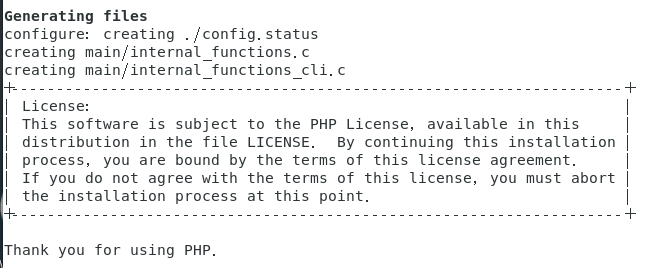 Generating files
configure: creating ./config.status
creating main/internal_functions.c
creating main/internal_functions_cli.c
+--------------------------------------------------------------------+
| License:                                                           |
| This software is subject to the PHP License, available in this     |
| distribution in the file LICENSE.  By continuing this installation |
| process, you are bound by the terms of this license agreement.     |
| If you do not agree with the terms of this license, you must abort |
| the installation process at this point.                            |
+--------------------------------------------------------------------+
Thank you for using PHP.